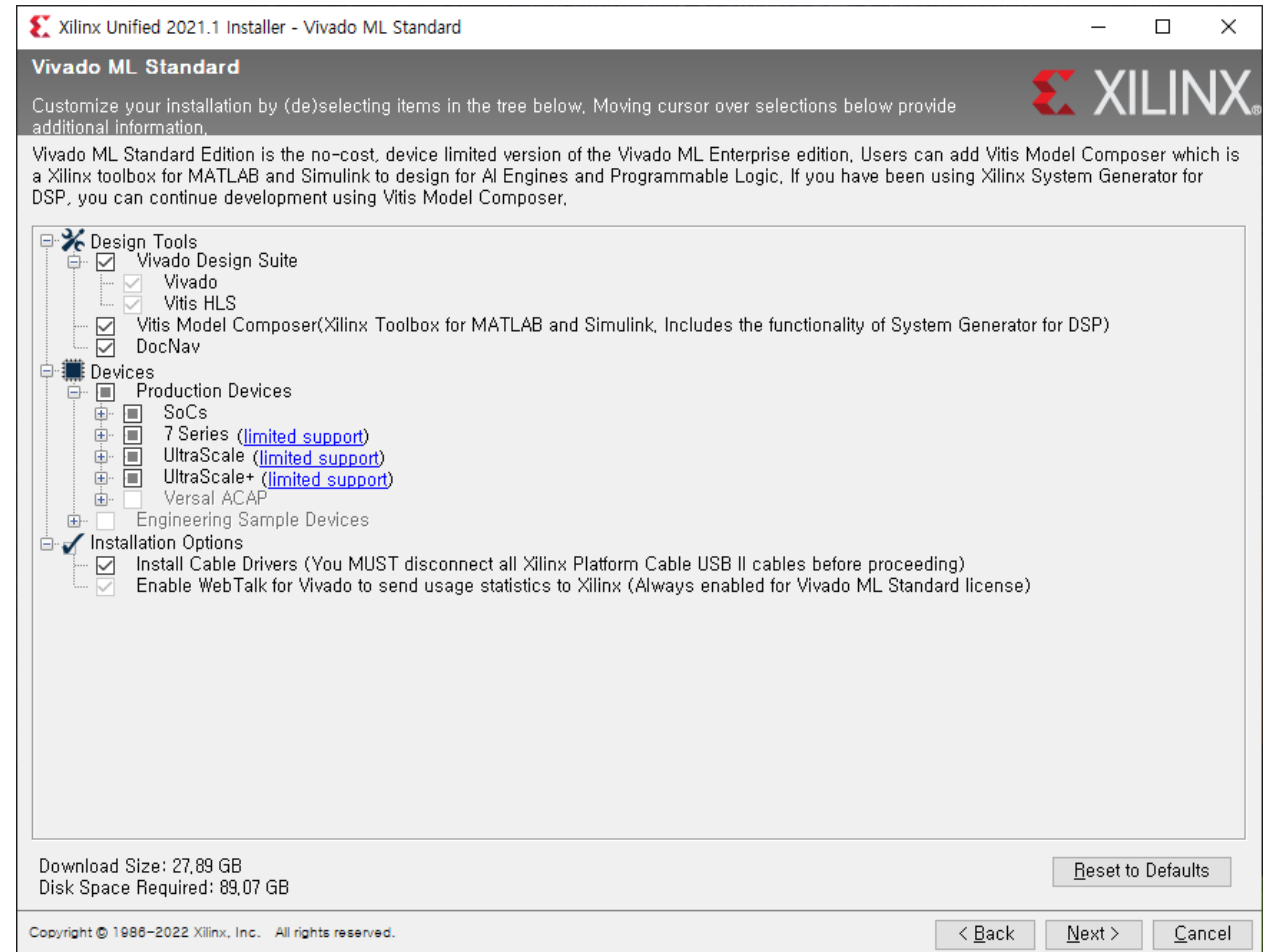 Xilinx Unified 2021.1 Installer - Vivado ML Standard
Vivado ML Standard
Customize your installation by (de)selecting items in the tree below, Moving cursor over selections below provide
additional information,
XILINX®
Vivado ML Standard Edition is the no-cost, device limited version of the Vivado ML Enterprise edition, Users can add Vitis Model Composer which is
a Xilinx toolbox for MATLAB and Simulink to design for AI Engines and Programmable Logic, If you have been using Xilinx System Generator for
DSP, you can continue development using Vitis Model Composer,
Design Tools
Vivado Design Suite
Vivado
Vitis HLS
Vitis Model Composer(Xilinx Toolbox for MATLAB and Simulink, Includes the functionality of System Generator for DSP)
DocNav
Devices
Production Devices
SoCs
7 Series (limited support)
UltraScale (limited support)
UltraScale+ (limited support)
Versal ACAP
Engineering Sample Devices
Installation Options
Install Cable Drivers (You MUST disconnect all Xilinx Platform Cable USB II cables before proceeding)
Enable WebTalk for Vivado to send usage statistics to Xilinx (Always enabled for Vivado ML Standard license)
Download Size: 27,89 GB
Disk Space Required: 89,07 GB
Reset to Defaults
Copyright © 1986-2022 Xilinx, Inc. All rights reserved.
< Back
Next >
Cancel